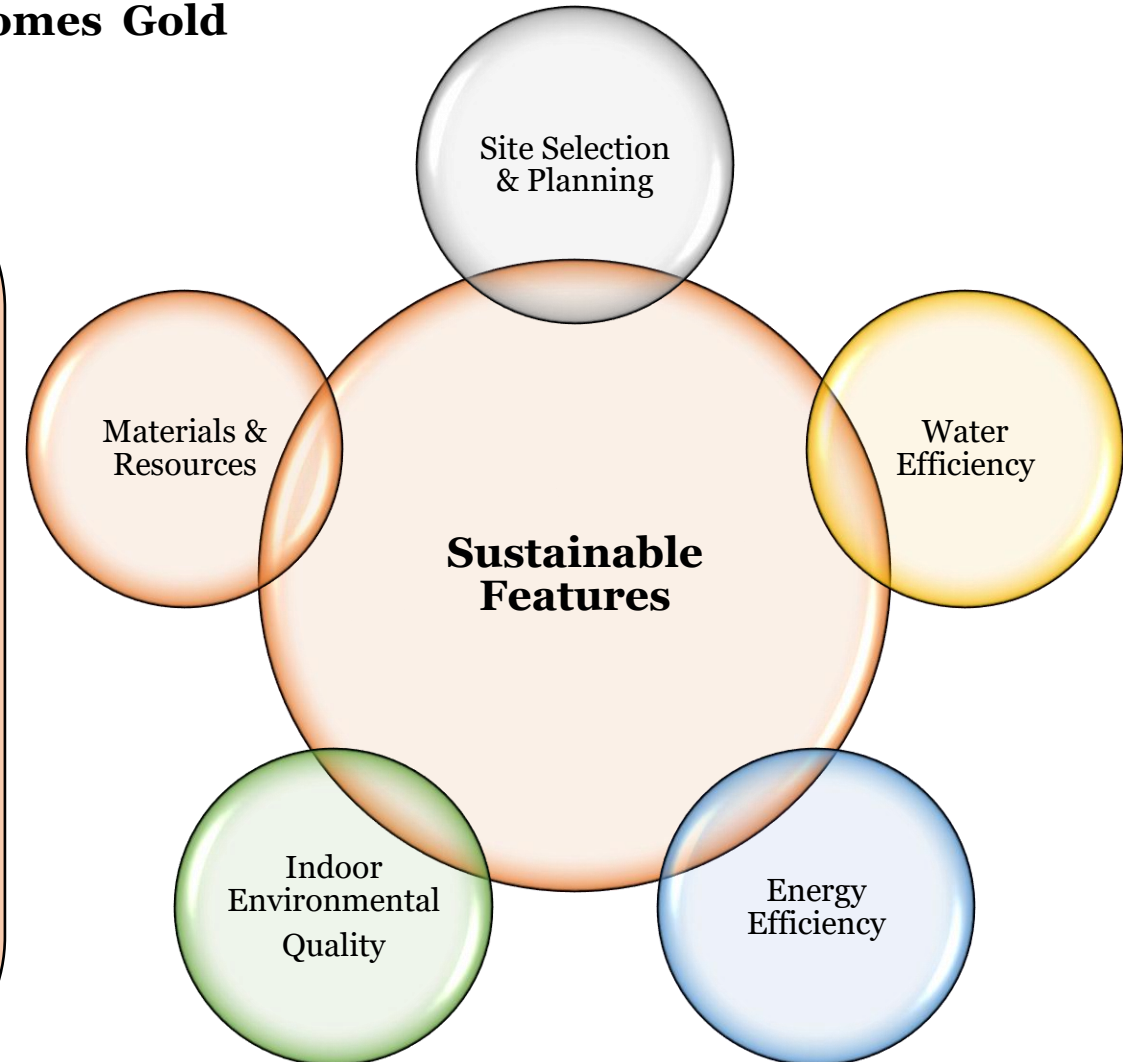 omes Gold
Site Selection
& Planning
Materials &
Resources
Water
Efficiency
Sustainable
Features
Indoor
Environmental
Quality
Energy
Efficiency